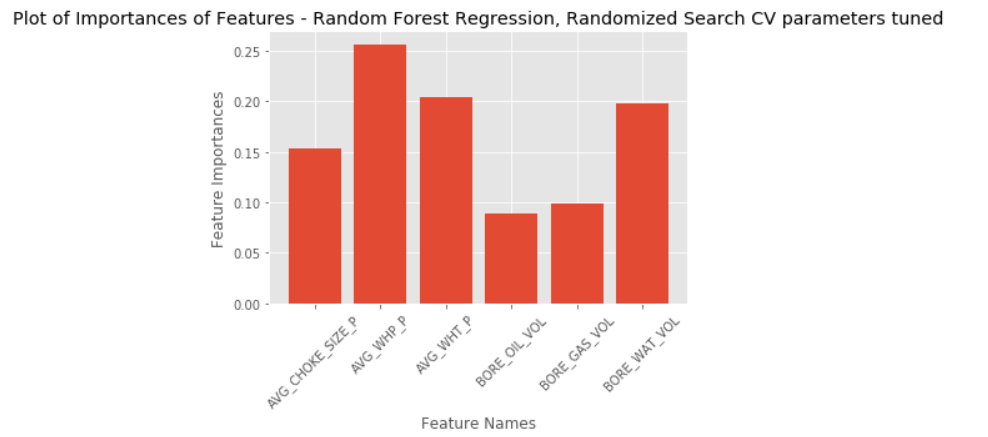 Plot of Importances of Features - Random Forest Regression, Randomized Search CV parameters tuned
Feature Importances
0.25
0.20
0.15
0.10
0.05
0.00
AVG_CHOKE_SIZE_P
AVG_WHP_P
AVG_WHT_P
BORE_OIL_VOL
BORE_GAS_VOL
BORE_WAT_VOL
Feature Names